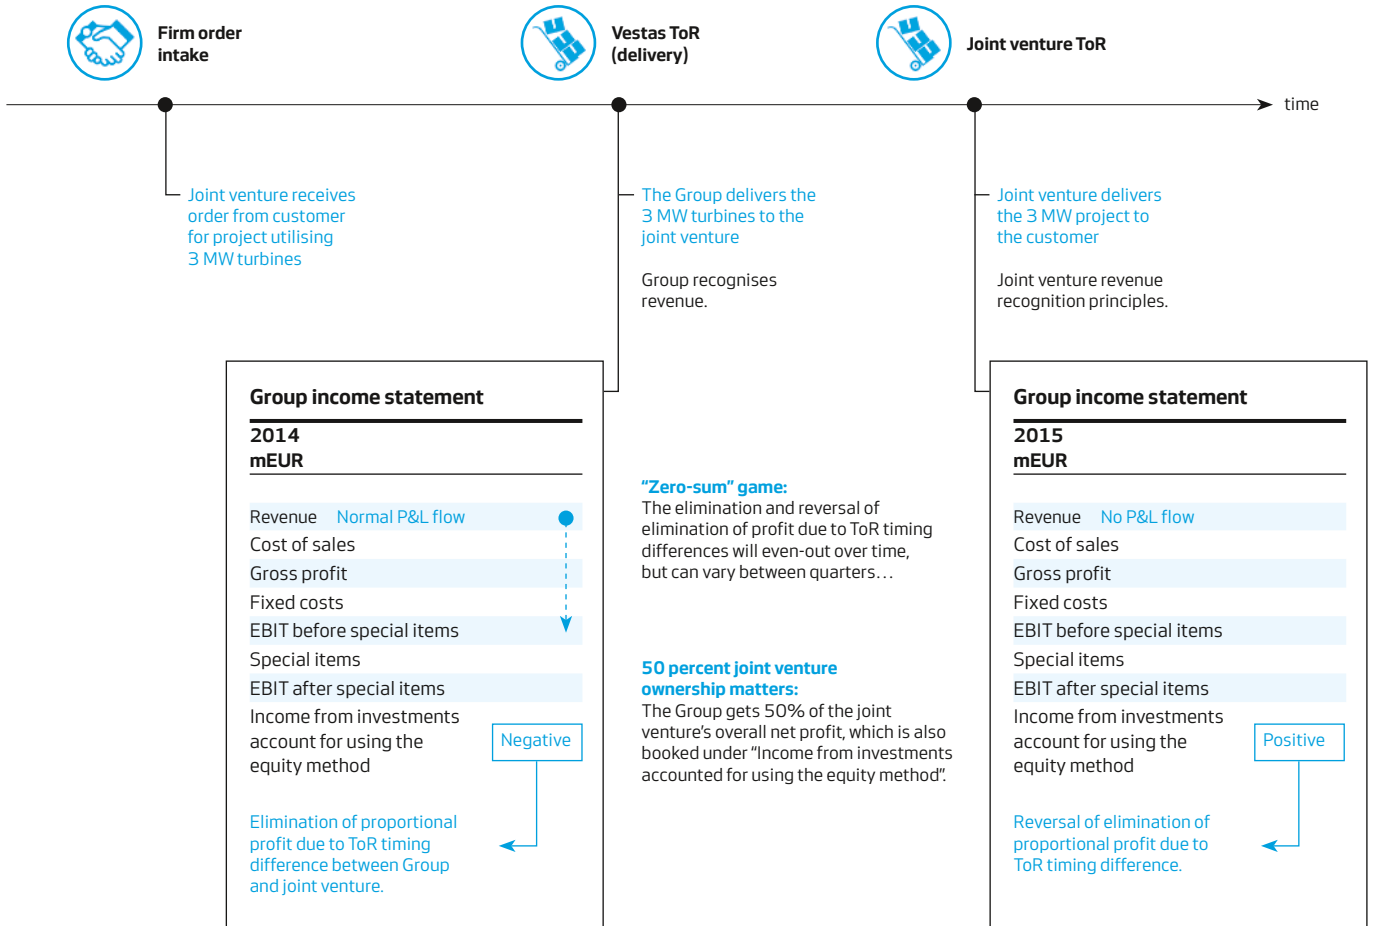 Firm order
intake
Vestas ToR
(delivery)
Joint venture ToR
time
Joint venture receives
order from customer
for project utilising
3 MW turbines
The Group delivers the
3 MW turbines to the
joint venture
Group recognises
revenue.
Joint venture delivers
the 3 MW project to
the customer
Joint venture revenue
recognition principles.
Group income statement
2014
mEUR
Revenue Normal P&L flow
Cost of sales
Gross profit
Fixed costs
EBIT before special items
Special items
EBIT after special items
Income from investments
account for using the
equity method
Negative
Elimination of proportional
profit due to ToR timing
difference between Group
and joint venture.
“Zero-sum” game:
The elimination and reversal of
elimination of profit due to ToR timing
differences will even-out over time,
but can vary between quarters…
50 percent joint venture
ownership matters:
The Group gets 50% of the joint
venture’s overall net profit, which is also
booked under “Income from investments
accounted for using the equity method”.
Group income statement
2015
mEUR
Revenue No P&L flow
Cost of sales
Gross profit
Fixed costs
EBIT before special items
Special items
EBIT after special items
Income from investments
account for using the
equity method
Positive
Reversal of elimination of
proportional profit due to
ToR timing difference.